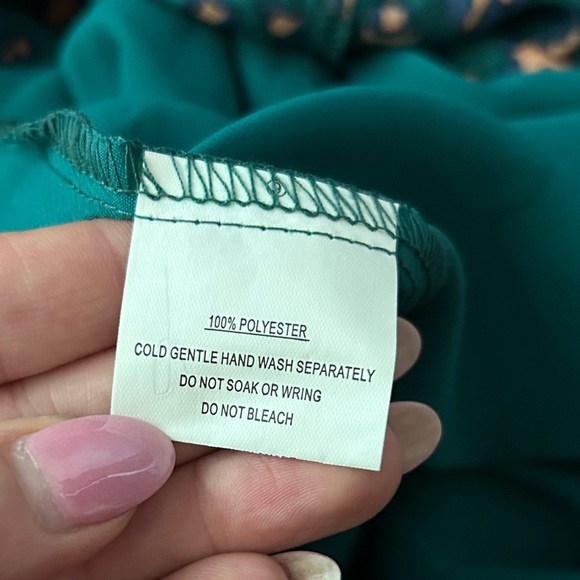 100% POLYESTER
COLD GENTLE HAND WASH SEPARATELY
DO NOT SOAK OR WRING
DO NOT BLEACH